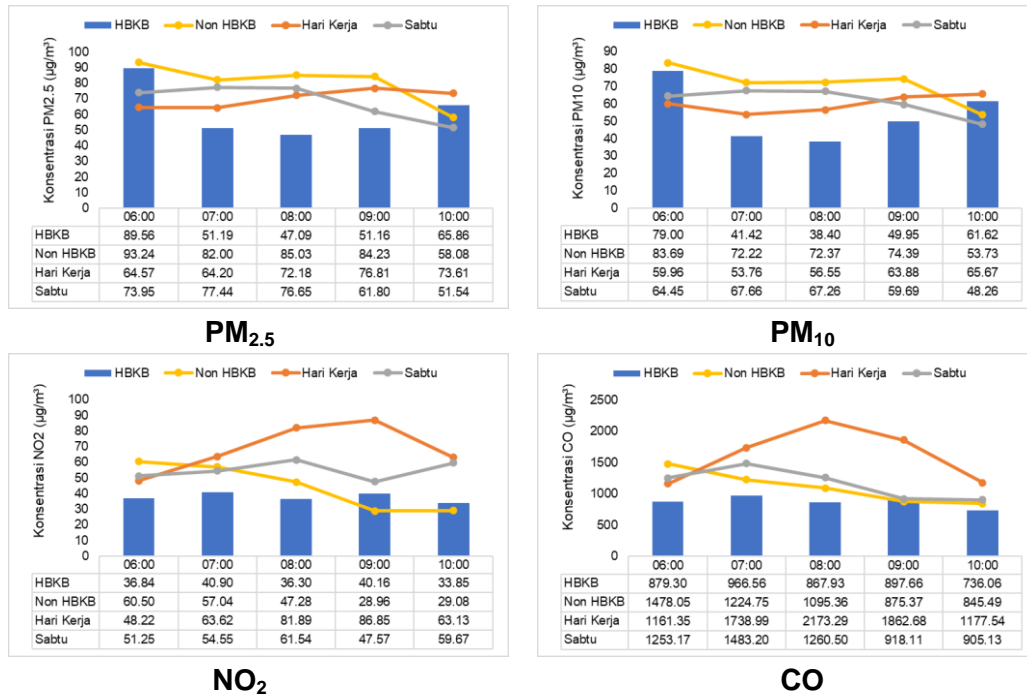 HBKB Non HBKB Hari Kerja Sabtu
Konsentrasi PM2.5 (µg/m³)
100
90
80
70
60
50
40
30
20
10
0
06:00 07:00 08:00 09:00 10:00
HBKB 89.56 51.19 47.09 51.16 65.86
Non HBKB 93.24 82.00 85.03 84.23 58.08
Hari Kerja 64.57 64.20 72.18 76.81 73.61
Sabtu 73.95 77.44 76.65 61.80 51.54
PM2.5
HBKB Non HBKB Hari Kerja Sabtu
Konsentrasi PM10 (µg/m³)
90
80
70
60
50
40
30
20
10
0
06:00 07:00 08:00 09:00 10:00
HBKB 79.00 41.42 38.40 49.95 61.62
Non HBKB 83.69 72.22 72.37 74.39 53.73
Hari Kerja 59.96 53.76 56.55 63.88 65.67
Sabtu 64.45 67.66 67.26 59.69 48.26
PM10
HBKB Non HBKB Hari Kerja Sabtu
Konsentrasi NO2 (µg/m³)
100
90
80
70
60
50
40
30
20
10
0
06:00 07:00 08:00 09:00 10:00
HBKB 36.84 40.90 36.30 40.16 33.85
Non HBKB 60.50 57.04 47.28 28.96 29.08
Hari Kerja 48.22 63.62 81.89 86.85 63.13
Sabtu 51.25 54.55 61.54 47.57 59.67
NO2
HBKB Non HBKB Hari Kerja Sabtu
Konsentrasi CO (µg/m³)
2500
2000
1500
1000
500
0
06:00 07:00 08:00 09:00 10:00
HBKB 879.30 966.56 867.93 897.66 736.06
Non HBKB 1478.05 1224.75 1095.36 875.37 845.49
Hari Kerja 1161.35 1738.99 2173.29 1862.68 1177.54
Sabtu 1253.17 1483.20 1260.50 918.11 905.13
CO